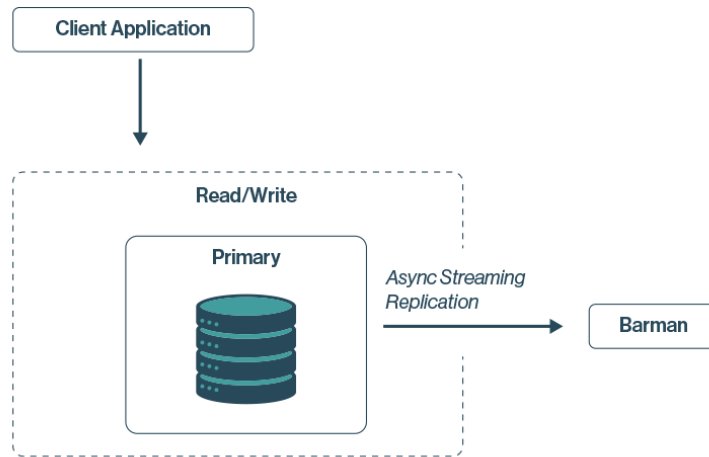 Client Application
Read/Write
Primary
Async Streaming
Replication
Barman